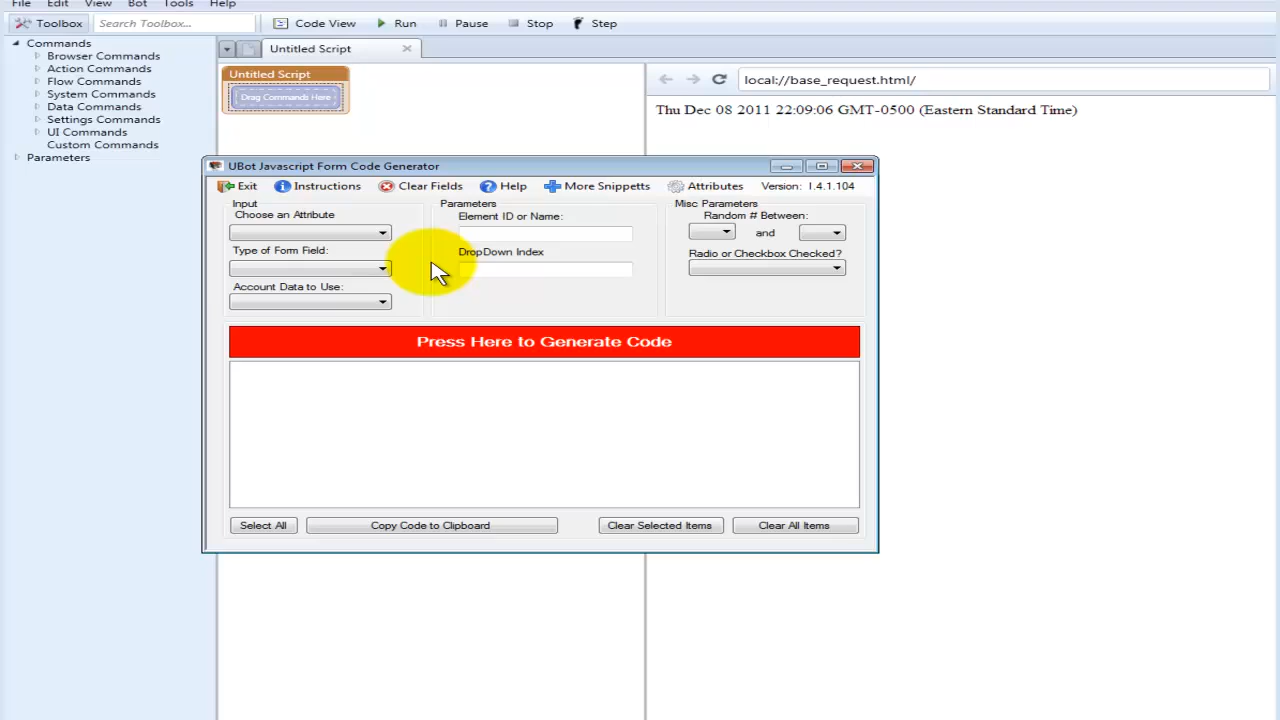 File Edit View Bot Tools Help
Toolbox Search Toolbox... Code View Run Pause Stop Step
Commands
Browser Commands
Action Commands
Flow Commands
System Commands
Data Commands
Settings Commands
UI Commands
Custom Commands
Parameters
Untitled Script
Untitled Script
Drag Commands Here
local://base_request.html/
Thu Dec 08 2011 22:09:06 GMT-0500 (Eastern Standard Time)
UBot Javascript Form Code Generator
Exit Instructions Clear Fields Help More Snippetts Attributes Version: 1.4.1.104
Input
Choose an Attribute
Type of Form Field:
Account Data to Use:
Parameters
Element ID or Name:
DropDown Index
Misc Parameters
Random # Between:
and
Radio or Checkbox Checked?
Press Here to Generate Code
Select All Copy Code to Clipboard Clear Selected Items Clear All Items